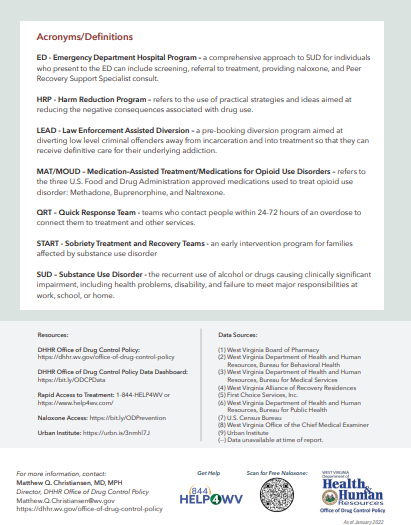 Acronyms/Definitions
ED - Emergency Department Hospital Program – a comprehensive approach to SUD for individuals
who present to the ED can include screening, referral to treatment, providing naloxone, and Peer
Recovery Support Specialist consult.
HRP - Harm Reduction Program – refers to the use of practical strategies and ideas aimed at
reducing the negative consequences associated with drug use.
LEAD - Law Enforcement Assisted Diversion – a pre-booking diversion program aimed at
diverting low level criminal offenders away from incarceration and into treatment so that they can
receive definitive care for their underlying addiction.
MAT/MOUD – Medication-Assisted Treatment/Medications for Opioid Use Disorders – refers to
the three U.S. Food and Drug Administration approved medications used to treat opioid use
disorder: Methadone, Buprenorphine, and Naltrexone.
QRT – Quick Response Team - teams who contact people within 24-72 hours of an overdose to
connect them to treatment and other services.
START - Sobriety Treatment and Recovery Teams - an early intervention program for families
affected by substance use disorder
SUD – Substance Use Disorder - the recurrent use of alcohol or drugs causing clinically significant
impairment, including health problems, disability, and failure to meet major responsibilities at
work, school, or home.
Resources:
DHHR Office of Drug Control Policy:
https://dhhr.wv.gov/office-of-drug-control-policy
DHHR Office of Drug Control Policy Data Dashboard:
https://bit.ly/ODCPData
Rapid Access to Treatment: 1-844-HELP4WV or
https://www.help4wv.com/
Naloxone Access: https://bit.ly/ODPrevention
Urban Institute: https://urbn.is/3nmhl7J
Data Sources:
(1) West Virginia Board of Pharmacy
(2) West Virginia Department of Health and Human
Resources, Bureau for Behavioral Health
(3) West Virginia Department of Health and Human
Resources, Bureau for Medical Services
(4) West Virginia Alliance of Recovery Residences
(5) First Choice Services, Inc.
(6) West Virginia Department of Health and Human
Resources, Bureau for Public Health
(7) U.S. Census Bureau
(8) West Virginia Office of the Chief Medical Examiner
(9) Urban Institute
(--) Data unavailable at time of report.
For more information, contact:
Matthew Q. Christiansen, MD, MPH
Director, DHHR Office of Drug Control Policy
Matthew.Q.Christiansen@wv.gov
https://dhhr.wv.gov/office-of-drug-control-policy
Get Help
(844)
HELP4WV
Scan for Free Naloxone:
WEST VIRGINIA
Department of
Health &
Human
Resources
Office of Drug Control Policy
As of January 2022